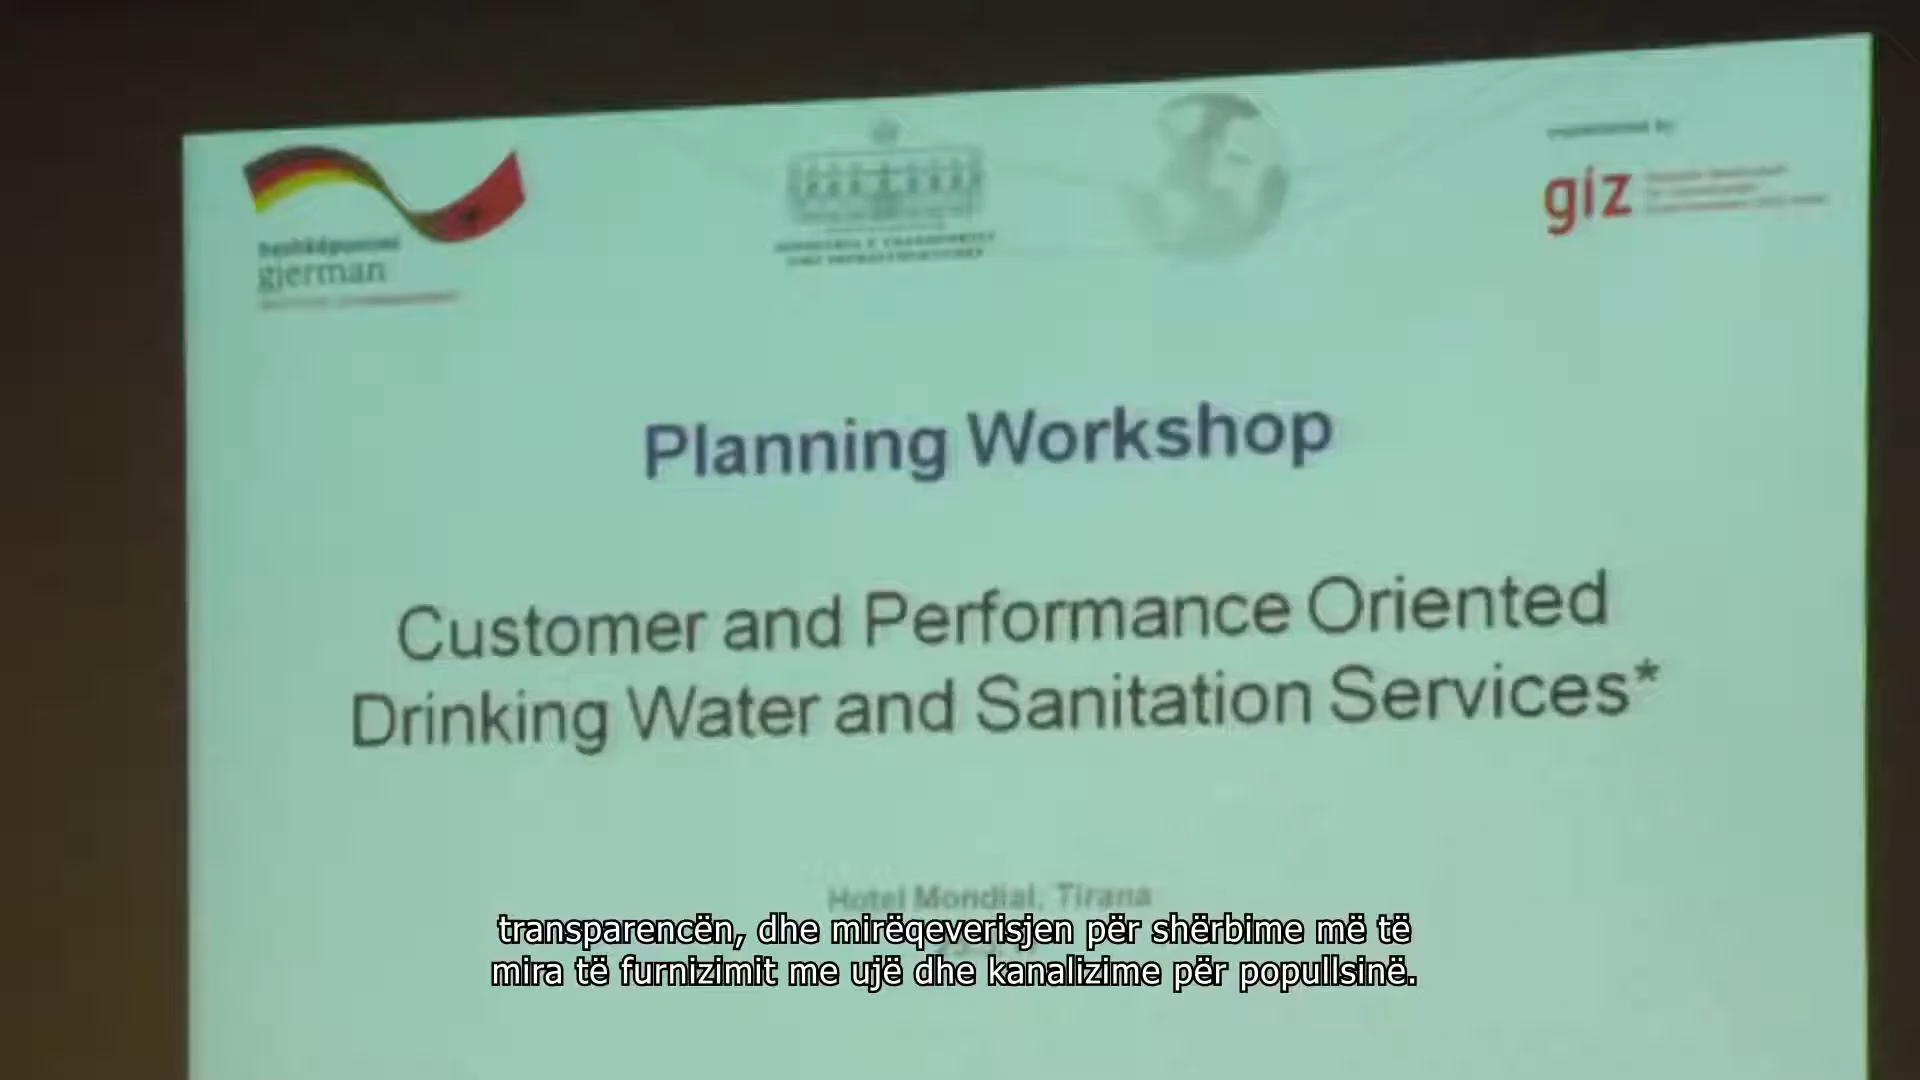 bashkëpunimi
gjerman
giz
Planning Workshop
Customer and Performance Oriented
Drinking Water and Sanitation Services*
Hotel Mondial, Tirana
transparencën, dhe mirëqeverisjen për shërbime më të
mira të furnizimit me ujë dhe kanalizime për popullsinë.